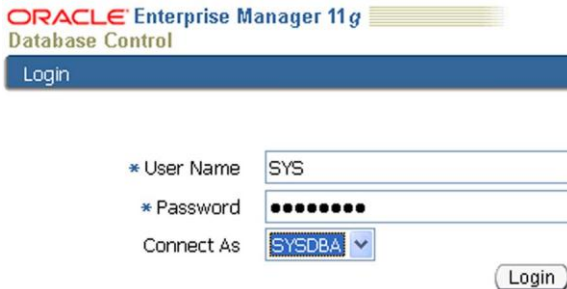 ORACLE Enterprise Manager 11g
Database Control
Login
* User Name SYS
* Password ●●●●●●●●
Connect As SYSDBA
Login